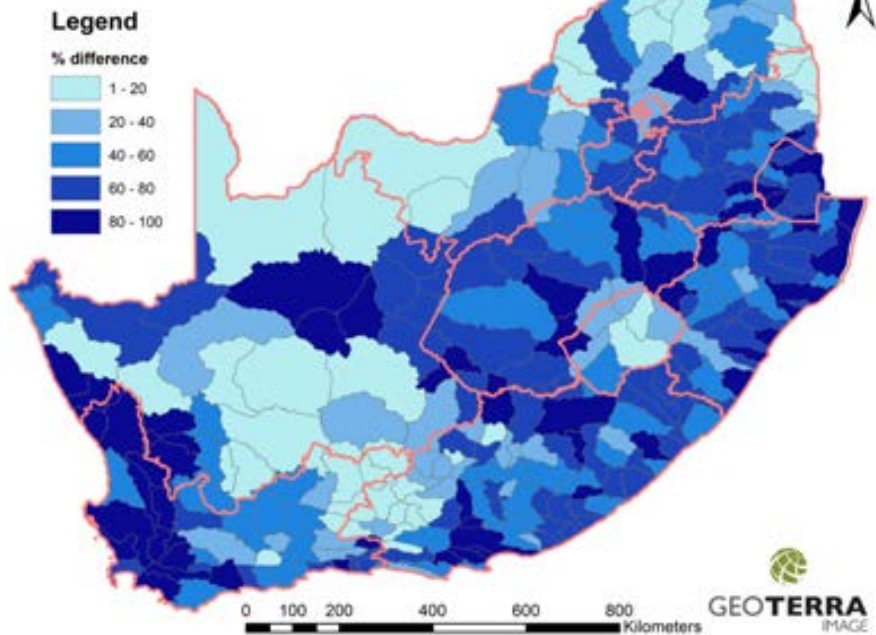 Legend
% difference
1 - 20
20 - 40
40 - 60
60 - 80
80 - 100
0 100 200 400 600 800
Kilometers
GEOTERRA
IMAGE